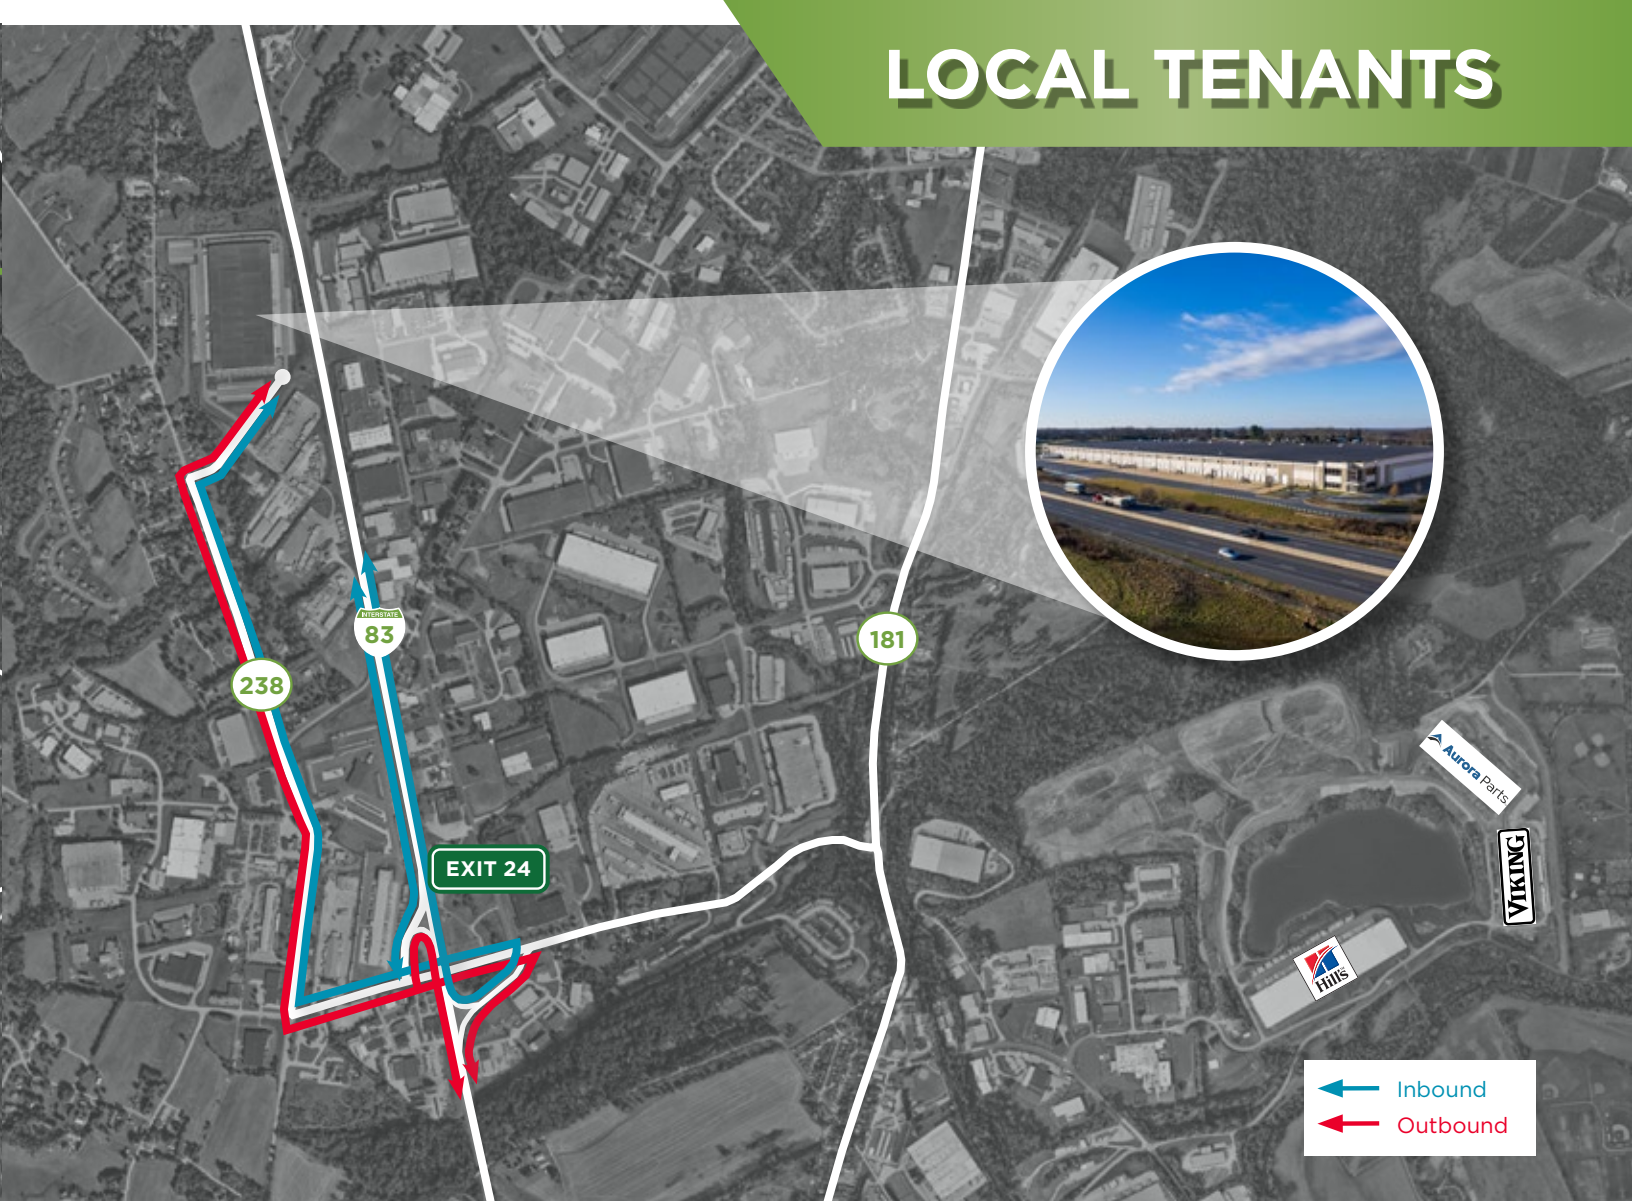 LOCAL TENANTS
INTERSTATE
83
181
238
Aurora Parts
VIKING
EXIT 24
Hill's
Inbound
Outbound